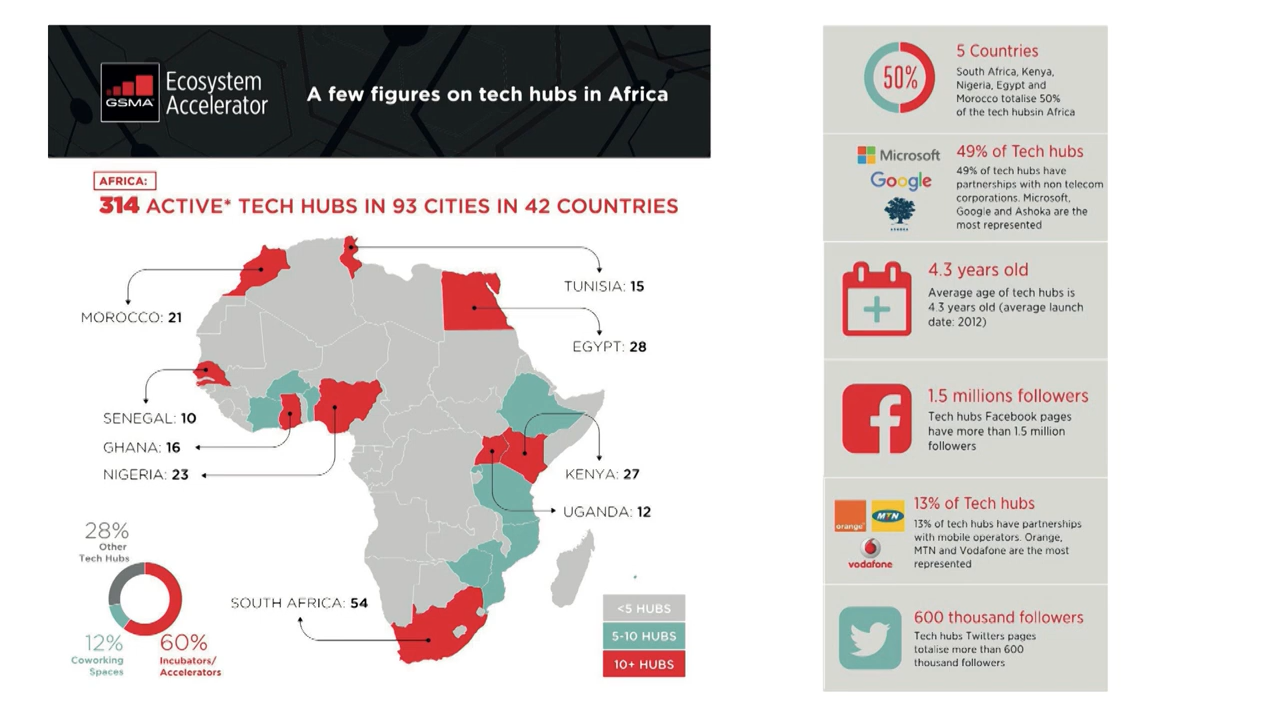 GSMA
Ecosystem
Accelerator
A few figures on tech hubs in Africa
AFRICA:
314 ACTIVE* TECH HUBS IN 93 CITIES IN 42 COUNTRIES
TUNISIA: 15
MOROCCO: 21
EGYPT: 28
SENEGAL: 10
GHANA: 16
NIGERIA: 23
KENYA: 27
UGANDA: 12
SOUTH AFRICA: 54
28%
Other
Tech Hubs
12%
Coworking
Spaces
60%
Incubators/
Accelerators
<5 HUBS
5-10 HUBS
10+ HUBS
50%
5 Countries
South Africa, Kenya,
Nigeria, Egypt and
Morocco totalise 50%
of the tech hubsin Africa
Microsoft
Google
ASHOKA
49% of Tech hubs
49% of tech hubs have
partnerships with non telecom
corporations. Microsoft,
Google and Ashoka are the
most represented
4.3 years old
Average age of tech hubs is
4.3 years old (average launch
date: 2012)
1.5 millions followers
Tech hubs Facebook pages
have more than 1.5 million
followers
orange
MTN
vodafone
13% of Tech hubs
13% of tech hubs have partnerships
with mobile operators. Orange,
MTN and Vodafone are the most
represented
600 thousand followers
Tech hubs Twitters pages
totalise more than 600
thousand followers